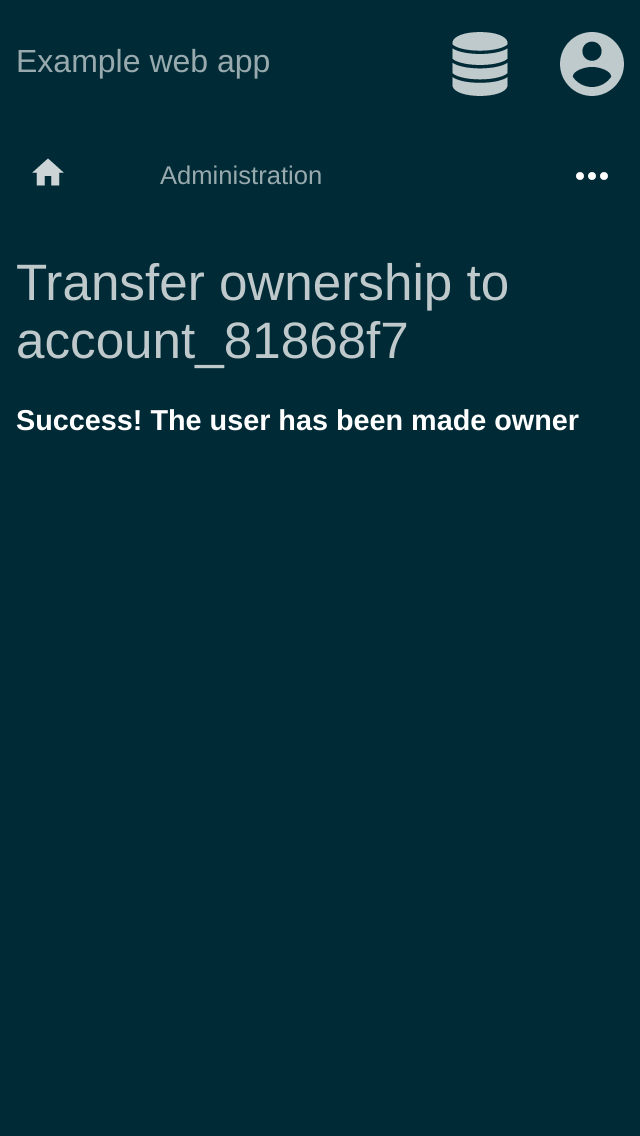 Example web app
Administration
Transfer ownership to
account_81868f7
Success! The user has been made owner